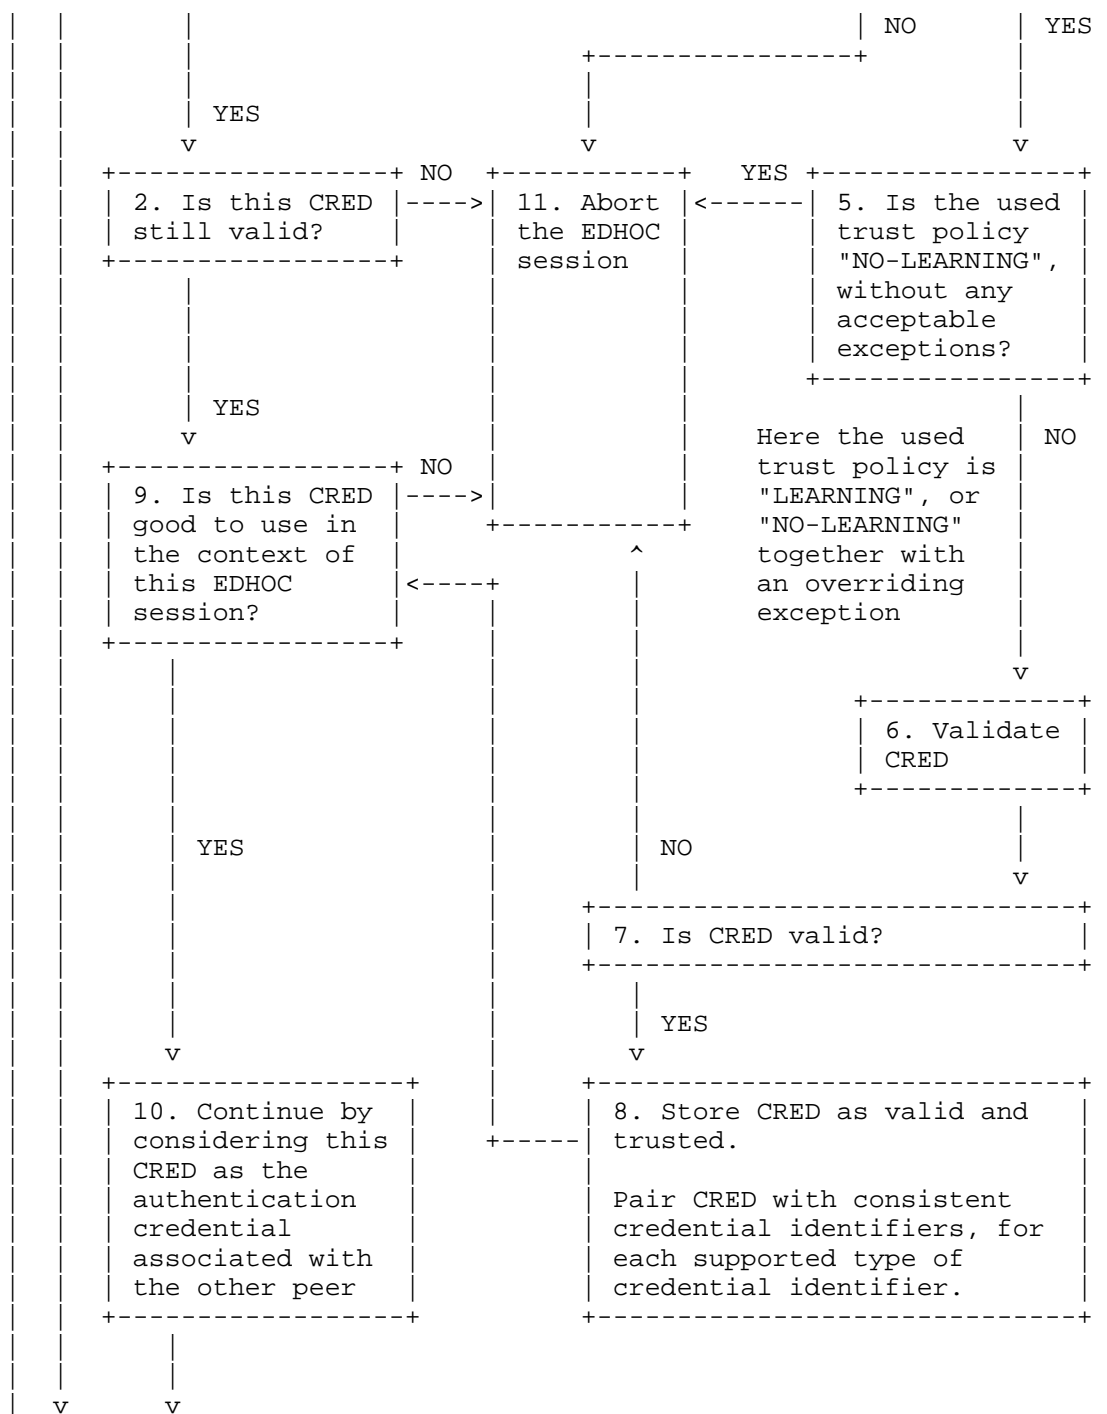 NO YES
YES
NO YES
2. Is this CRED
still valid?
11. Abort
the EDHOC
session
5. Is the used
trust policy
"NO-LEARNING",
without any
acceptable
exceptions?
YES
NO
Here the used
trust policy is
"LEARNING", or
"NO-LEARNING"
together with
an overriding
exception
NO
9. Is this CRED
good to use in
the context of
this EDHOC
session?
6. Validate
CRED
YES NO
7. Is CRED valid?
YES
10. Continue by
considering this
CRED as the
authentication
credential
associated with
the other peer
8. Store CRED as valid and
trusted.
Pair CRED with consistent
credential identifiers, for
each supported type of
credential identifier.